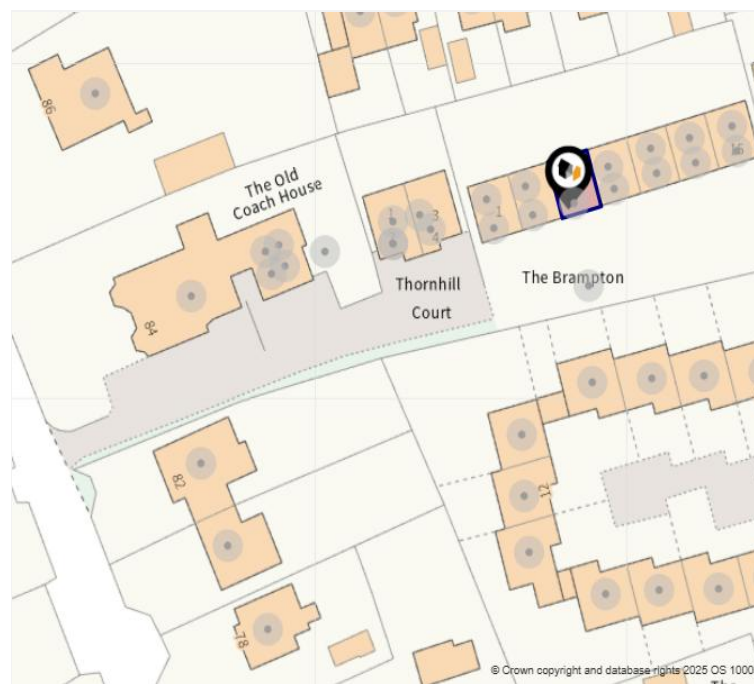 86
The Old
Coach House
1
3
4
1
16
Thornhill
Court
The Brampton
84
82
12
78
© Crown copyright and database rights 2025 OS 1000